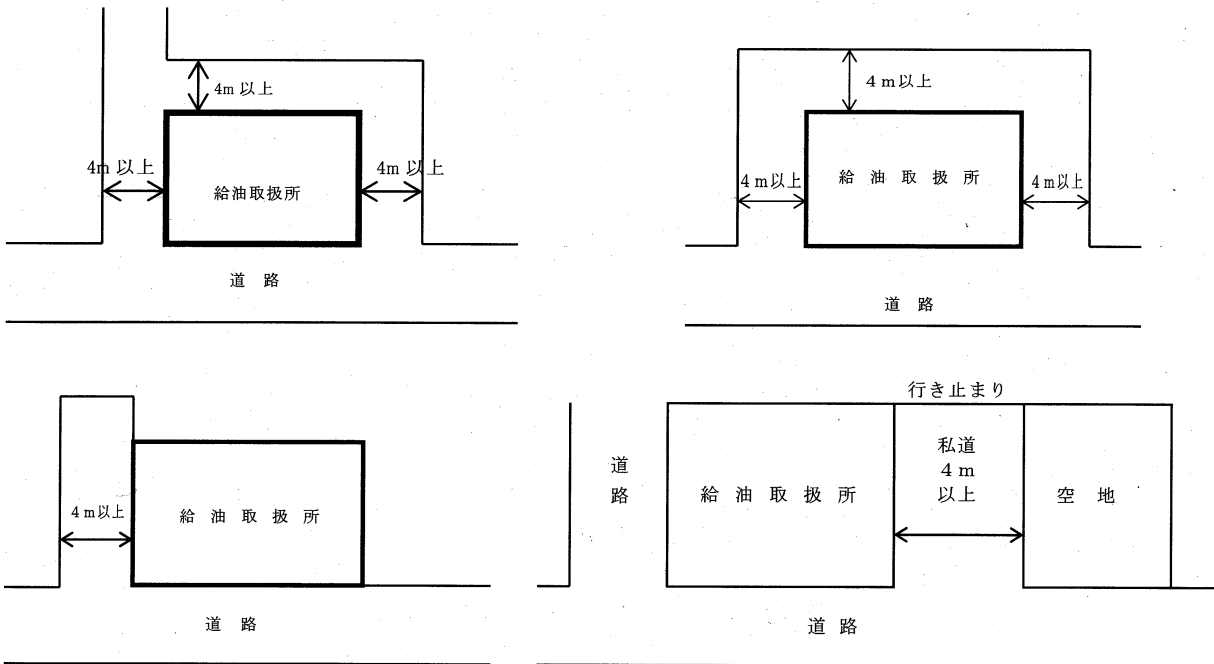 4m 以上
4m 以上
4m 以上
給油取扱所
道 路
4 m以上
4 m以上
4 m以上
給 油 取 扱 所
道 路
4 m以上
給 油 取 扱 所
道 路
行き止まり
道
路
給 油 取 扱 所
私道
4 m
以上
空 地
道 路